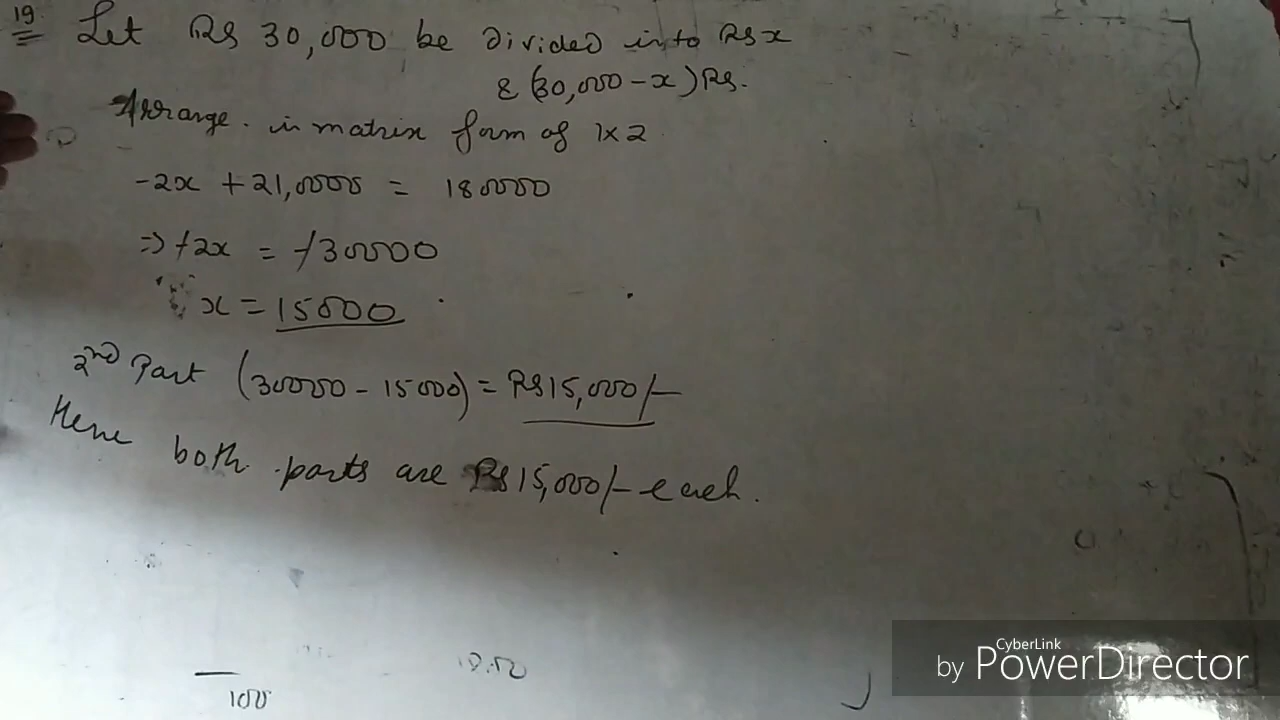 19 Let Rs 30,000 be divided into Rs x
& (30,000 - x) Rs.
Arrange. in matrix form of 1x2
-2x + 21,0000 = 180000
=> +2x = +30000
x = 15000
2nd Part (30000 - 15000) = Rs 15,000/-
Hene both parts are Rs 15,000/- each.
100
CyberLink
by PowerDirector